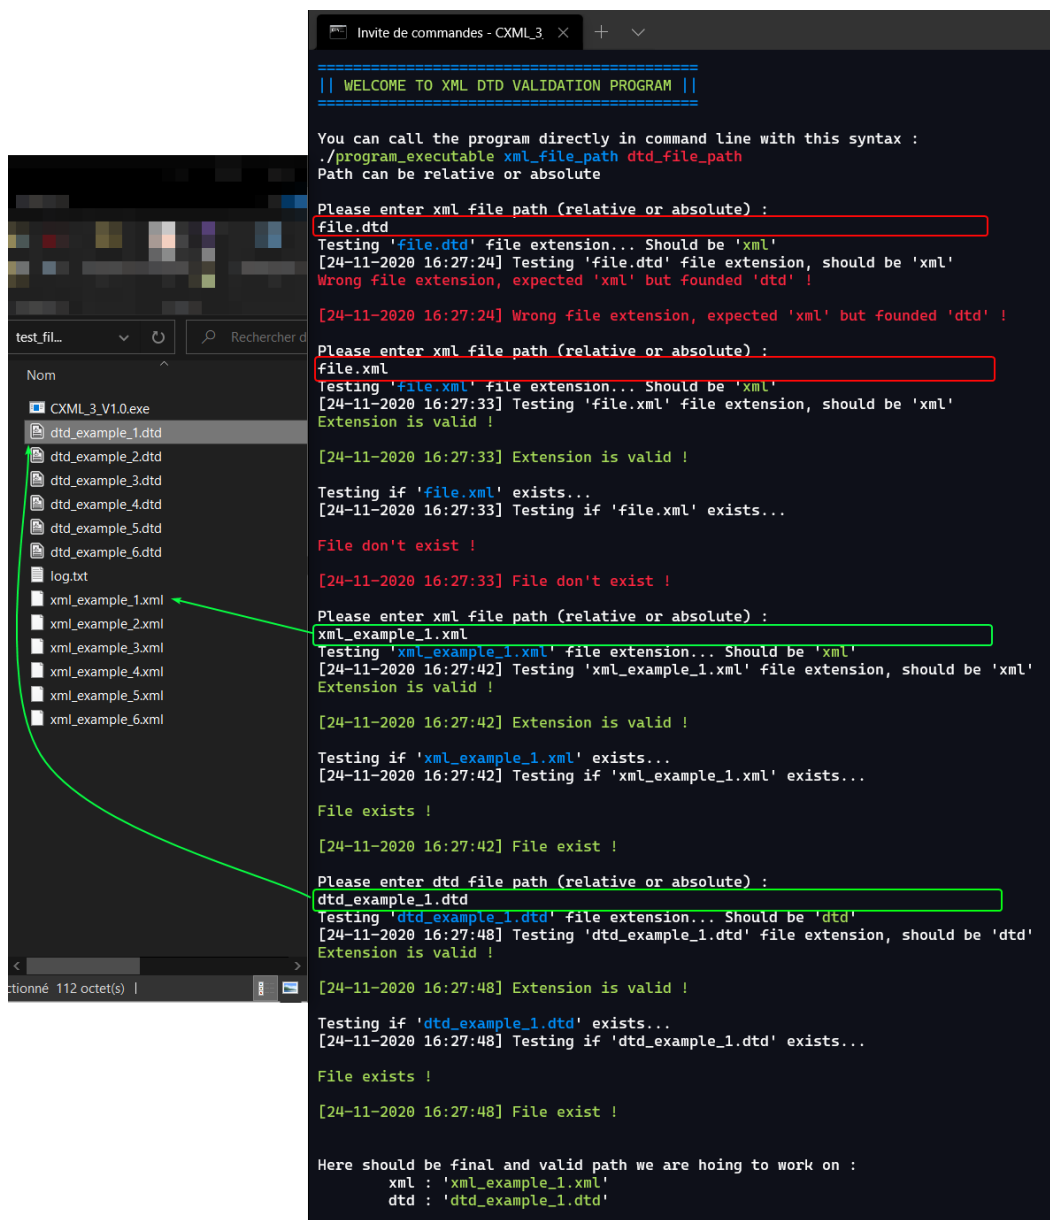 Invite de commandes - CXML_3
===========================================
|| WELCOME TO XML DTD VALIDATION PROGRAM ||
===========================================
You can call the program directly in command line with this syntax :
./program_executable xml_file_path dtd_file_path
Path can be relative or absolute
Please enter xml file path (relative or absolute) :
file.dtd
Testing 'file.dtd' file extension... Should be 'xml'
[24-11-2020 16:27:24] Testing 'file.dtd' file extension, should be 'xml'
Wrong file extension, expected 'xml' but founded 'dtd' !
[24-11-2020 16:27:24] Wrong file extension, expected 'xml' but founded 'dtd' !
Please enter xml file path (relative or absolute) :
file.xml
Testing 'file.xml' file extension... Should be 'xml'
[24-11-2020 16:27:33] Testing 'file.xml' file extension, should be 'xml'
Extension is valid !
[24-11-2020 16:27:33] Extension is valid !
Testing if 'file.xml' exists...
[24-11-2020 16:27:33] Testing if 'file.xml' exists...
File don't exist !
[24-11-2020 16:27:33] File don't exist !
Please enter xml file path (relative or absolute) :
xml_example_1.xml
Testing 'xml_example_1.xml' file extension... Should be 'xml'
[24-11-2020 16:27:42] Testing 'xml_example_1.xml' file extension, should be 'xml'
Extension is valid !
[24-11-2020 16:27:42] Extension is valid !
Testing if 'xml_example_1.xml' exists...
[24-11-2020 16:27:42] Testing if 'xml_example_1.xml' exists...
File exists !
[24-11-2020 16:27:42] File exist !
Please enter dtd file path (relative or absolute) :
dtd_example_1.dtd
Testing 'dtd_example_1.dtd' file extension... Should be 'dtd'
[24-11-2020 16:27:48] Testing 'dtd_example_1.dtd' file extension, should be 'dtd'
Extension is valid !
[24-11-2020 16:27:48] Extension is valid !
Testing if 'dtd_example_1.dtd' exists...
[24-11-2020 16:27:48] Testing if 'dtd_example_1.dtd' exists...
File exists !
[24-11-2020 16:27:48] File exist !
Here should be final and valid path we are hoing to work on :
xml : 'xml_example_1.xml'
dtd : 'dtd_example_1.dtd'
test_fil...
Rechercher d
Nom
CXML_3_V1.0.exe
dtd_example_1.dtd
dtd_example_2.dtd
dtd_example_3.dtd
dtd_example_4.dtd
dtd_example_5.dtd
dtd_example_6.dtd
log.txt
xml_example_1.xml
xml_example_2.xml
xml_example_3.xml
xml_example_4.xml
xml_example_5.xml
xml_example_6.xml
ctionné 112 octet(s)